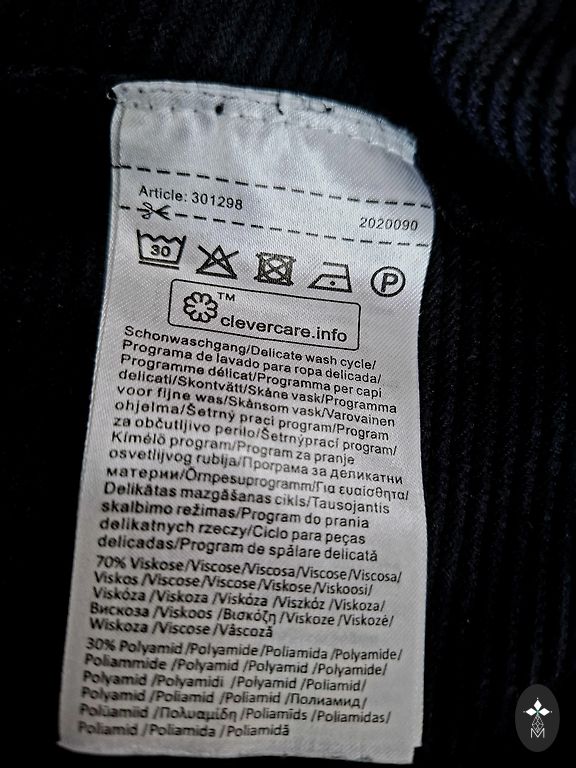 Article: 301298
2020090
30
P
TM
clevercare.info
Schonwaschgang/Delicate wash cycle/
Programa de lavado para ropa delicada/
Programme délicat/Programma per capi
delicati/Skontvätt/Skåne vask/Programma
voor fijne was/Skånsom vask/Varovainen
ohjelma/Šetrný prací program/Program
za občutljivo perilo/Šetrnýprací program/
Kímélő program/Program za pranje
osvetlijvog rublja/Програма за деликатни
материи/Õrnpesuprogramm/Για ευαίσθητα/
Delikātas mazgāšanas cikls/Tausojantis
skalbimo režimas/Program do prania
delikatnych rzeczy/Ciclo para peças
delicadas/Program de spălare delicată
70% Viskose/Viscose/Viscosa/Viscose/Viscosa/
Viskos /Viscose/Viscose/Viskose/Viskoosi/
Viskóza /Viskoza /Viskóza /Viszkóz /Viskoza/
Вискоза /Viskoos /Βισκόζη /Viskoze /Viskozė/
Wiskoza /Viscose /Vâscoză
30% Polyamid /Polyamide /Poliamida /Polyamide/
Poliammide /Polyamid /Polyamid /Polyamide/
Polyamid /Polyamidi /Polyamid /Poliamid/
Polyamid /Poliamid /Poliamid /Полиамид/
Polüamiid /Πολυαμίδη /Poliamīds /Poliamidas/
Poliamid /Poliamida /Poliamidă
M